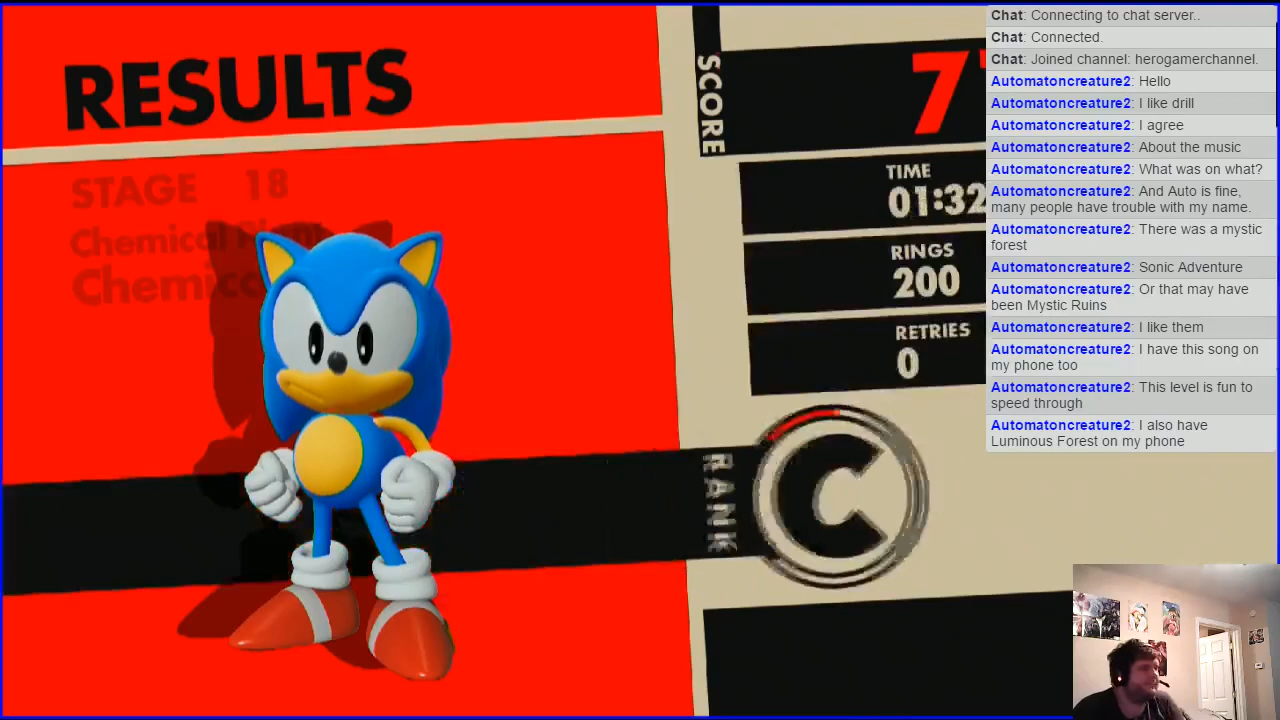 RESULTS
STAGE 18
Chemical Plant
Chemic
SCORE
7
TIME
01:32
RINGS
200
RETRIES
0
RANK
C
Chat: Connecting to chat server..
Chat: Connected.
Chat: Joined channel: herogamerchannel.
Automatoncreature2: Hello
Automatoncreature2: I like drill
Automatoncreature2: I agree
Automatoncreature2: About the music
Automatoncreature2: What was on what?
Automatoncreature2: And Auto is fine,
many people have trouble with my name.
Automatoncreature2: There was a mystic
forest
Automatoncreature2: Sonic Adventure
Automatoncreature2: Or that may have
been Mystic Ruins
Automatoncreature2: I like them
Automatoncreature2: I have this song on
my phone too
Automatoncreature2: This level is fun to
speed through
Automatoncreature2: I also have
Luminous Forest on my phone